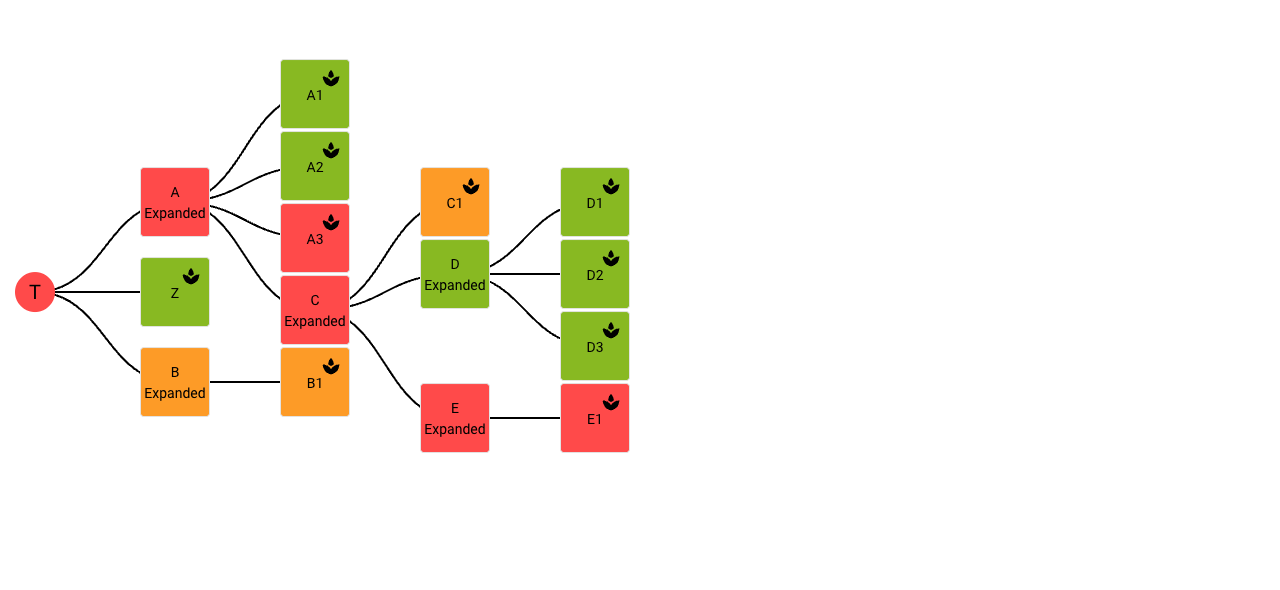 T
A
Expanded
Z
B
Expanded
A1
A2
A3
C
Expanded
B1
C1
D
Expanded
E
Expanded
D1
D2
D3
E1